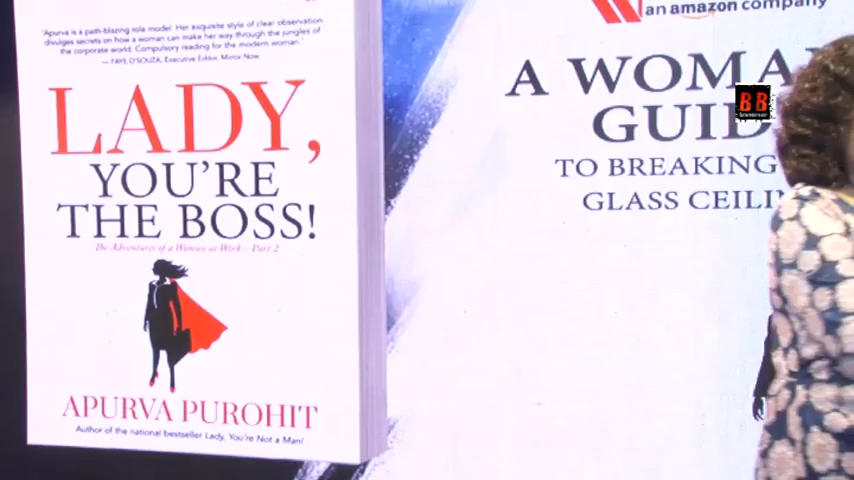 'Apurva is a path-blazing role model. Her exquisite style of clear observation
divulges secrets on how a woman can make her way through the jungles of
the corporate world. Compulsory reading for the modern woman.'
— FAYE D'SOUZA, Executive Editor, Mirror Now
LADY,
YOU'RE
THE BOSS!
The Adventures of a Woman at Work – Part 2
APURVA PUROHIT
Author of the national bestseller Lady, You're Not a Man!
an amazon company
A WOMA
GUID
TO BREAKING
GLASS CEILIN
BB